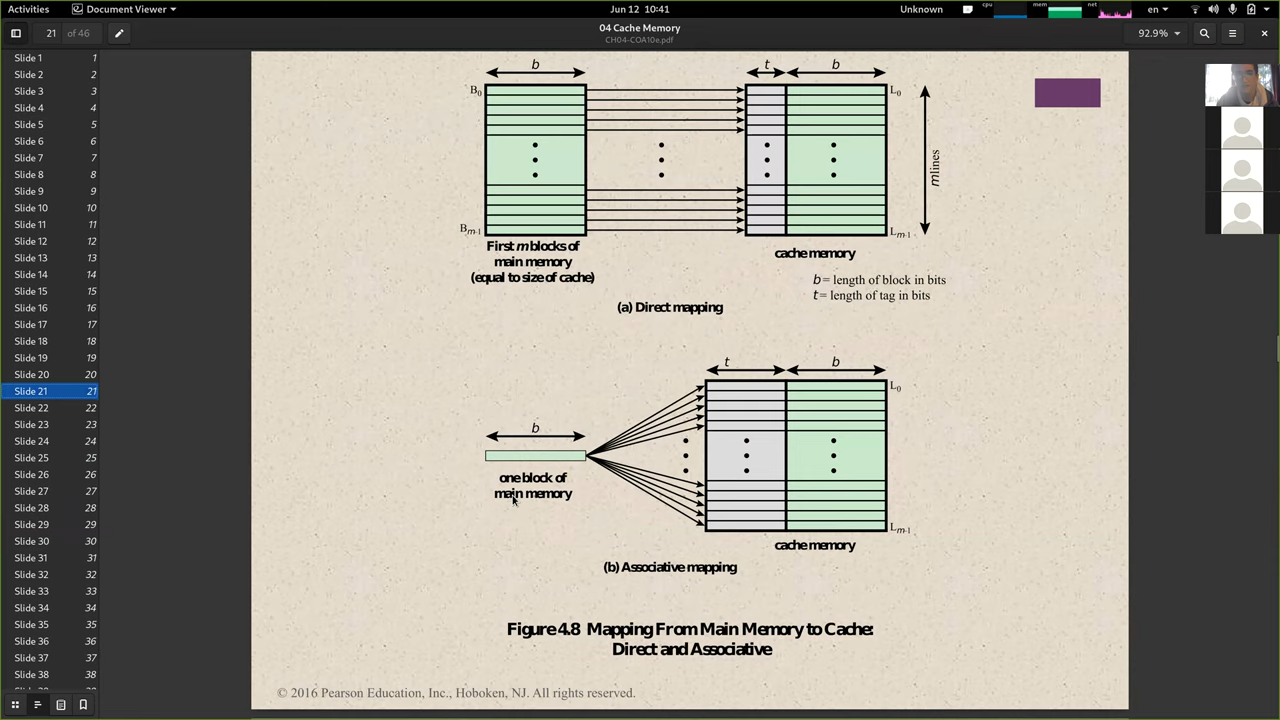 Activities
Document Viewer
Jun 12 10:41
Unknown
cpu
mem
net
en
21
of 46
04 Cache Memory
CH04-COA10e.pdf
92.9%
Slide 1 1
Slide 2 2
Slide 3 3
Slide 4 4
Slide 5 5
Slide 6 6
Slide 7 7
Slide 8 8
Slide 9 9
Slide 10 10
Slide 11 11
Slide 12 12
Slide 13 13
Slide 14 14
Slide 15 15
Slide 16 16
Slide 17 17
Slide 18 18
Slide 19 19
Slide 20 20
Slide 21 21
Slide 22 22
Slide 23 23
Slide 24 24
Slide 25 25
Slide 26 26
Slide 27 27
Slide 28 28
Slide 29 29
Slide 30 30
Slide 31 31
Slide 32 32
Slide 33 33
Slide 34 34
Slide 35 35
Slide 36 36
Slide 37 37
Slide 38 38
b
t
b
B0
L0
m lines
Bm-1
Lm-1
First m blocks of
main memory
(equal to size of cache)
cache memory
b = length of block in bits
t = length of tag in bits
(a) Direct mapping
t
b
L0
b
one block of
main memory
Lm-1
cache memory
(b) Associative mapping
Figure 4.8 Mapping From Main Memory to Cache:
Direct and Associative
© 2016 Pearson Education, Inc., Hoboken, NJ. All rights reserved.